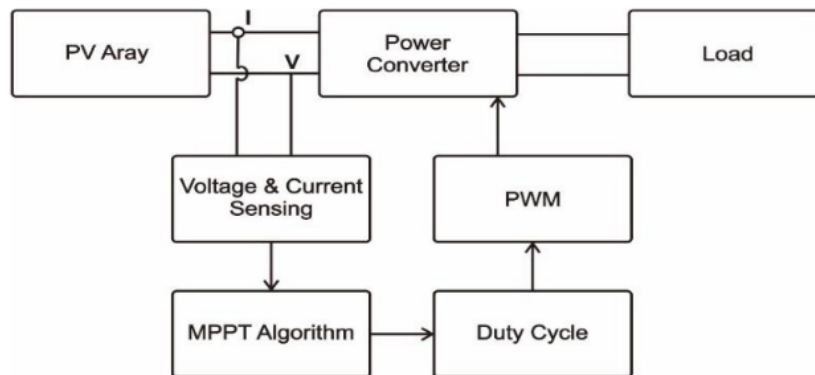 PV Aray
I
V
Power
Converter
Load
Voltage & Current
Sensing
PWM
MPPT Algorithm
Duty Cycle